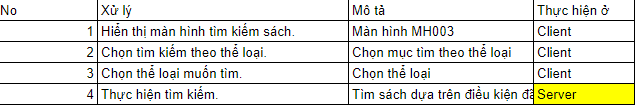 No Xử lý Mô tả Thực hiện ở
1 Hiển thị màn hình tìm kiếm sách. Màn hình MH003 Client
2 Chọn tìm kiếm theo thể loại. Chọn mục tìm theo thể loại Client
3 Chọn thể loại muốn tìm. Chọn thể loại Client
4 Thực hiện tìm kiếm. Tìm sách dựa trên điều kiện đã Server